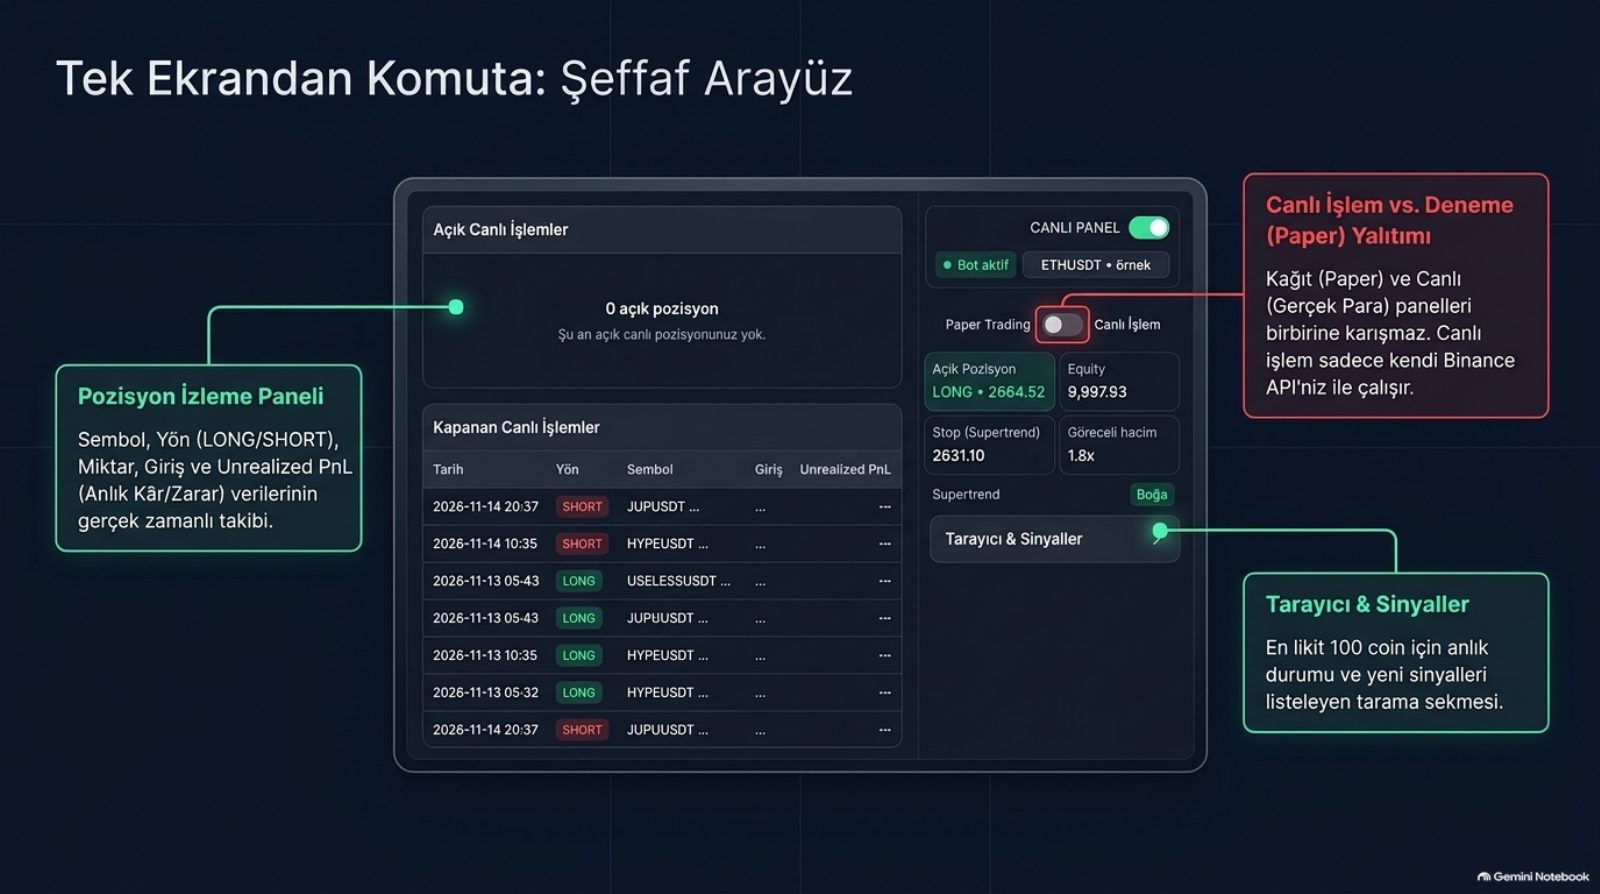 Tek Ekrandan Komuta: Şeffaf Arayüz
Pozisyon İzleme Paneli
Sembol, Yön (LONG/SHORT),
Miktar, Giriş ve Unrealized PnL
(Anlık Kâr/Zarar) verilerinin
gerçek zamanlı takibi.
Açık Canlı İşlemler
0 açık pozisyon
Şu an açık canlı pozisyonunuz yok.
Kapanan Canlı İşlemler
Tarih Yön Sembol Giriş Unrealized PnL
2026-11-14 20:37 SHORT JUPUSDT ... ... ---
2026-11-14 10:35 SHORT HYPEUSDT ... ... ---
2026-11-13 05-43 LONG USELESSUSDT ... ... ---
2026-11-13 05-43 LONG JUPUUSDT ... ... ---
2026-11-13 10:35 LONG HYPEUSDT ... ... ---
2026-11-13 05:32 LONG HYPEUSDT ... ... ---
2026-11-14 20:37 SHORT JUPUUSDT ... ... ---
CANLI PANEL
• Bot aktif
ETHUSDT • örnek
Paper Trading Canlı İşlem
Açik Pozisyon
LONG • 2664.52
Equity
9,997.93
Stop (Supertrend)
2631.10
Göreceli hacim
1.8x
Supertrend Boğa
Tarayıcı & Sinyaller
Canlı İşlem vs. Deneme
(Paper) Yalıtımı
Kağıt (Paper) ve Canlı
(Gerçek Para) panelleri
birbirine karışmaz. Canlı
işlem sadece kendi Binance
API'niz ile çalışır.
Tarayıcı & Sinyaller
En likit 100 coin için anlık
durumu ve yeni sinyalleri
listeleyen tarama sekmesi.
Gemini Notebook